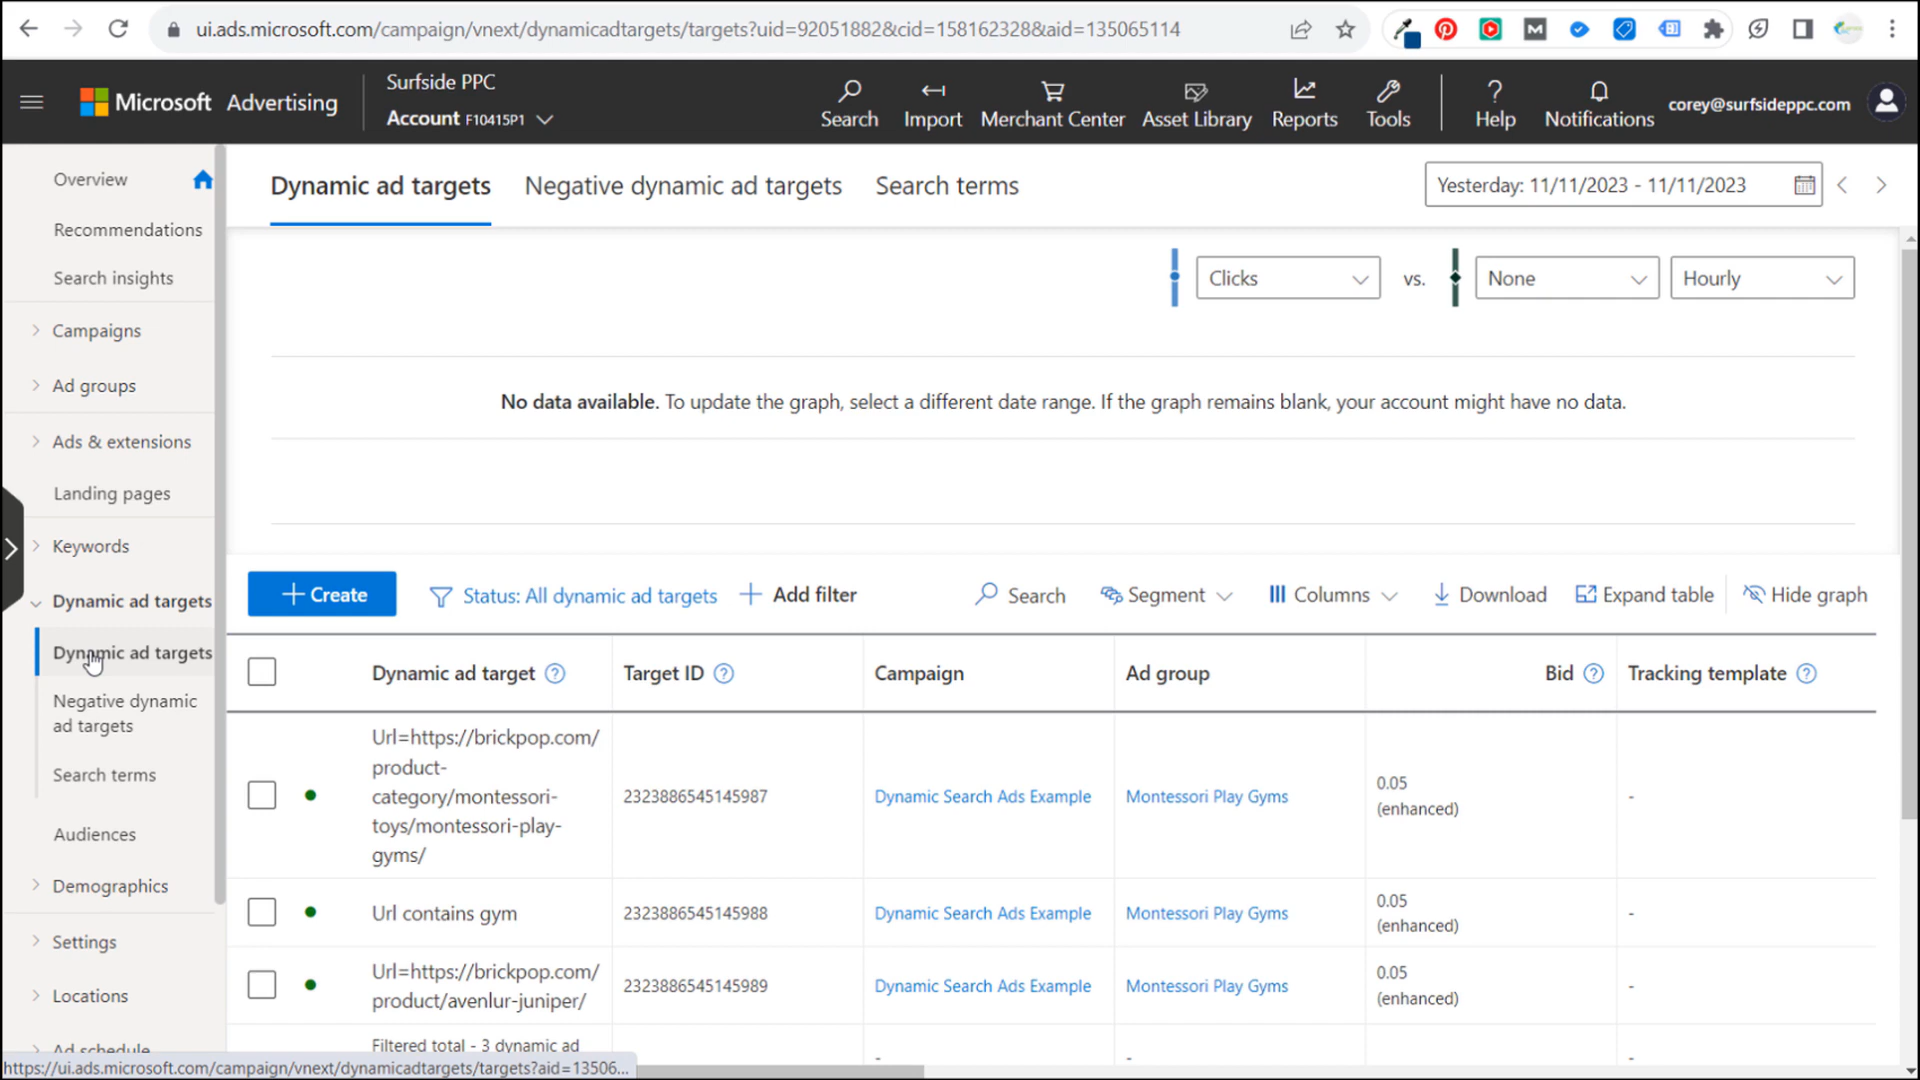 ui.ads.microsoft.com/campaign/vnext/dynamicadtargets/targets?uid=92051882&cid=158162328&aid=135065114
Microsoft Advertising
Surfside PPC
Account F10415P1
Search
Import
Merchant Center
Asset Library
Reports
Tools
Help
Notifications
corey@surfsideppc.com
Overview
Recommendations
Search insights
Campaigns
Ad groups
Ads & extensions
Landing pages
Keywords
Dynamic ad targets
Dynamic ad targets
Negative dynamic
ad targets
Search terms
Audiences
Demographics
Settings
Locations
Ad schedule
Dynamic ad targets
Negative dynamic ad targets
Search terms
Yesterday: 11/11/2023 - 11/11/2023
Clicks
vs.
None
Hourly
No data available. To update the graph, select a different date range. If the graph remains blank, your account might have no data.
+ Create
Status: All dynamic ad targets
+ Add filter
Search
Segment
Columns
Download
Expand table
Hide graph
Dynamic ad target
Target ID
Campaign
Ad group
Bid
Tracking template
Url=https://brickpop.com/
product-
category/montessori-
toys/montessori-play-
gyms/
2323886545145987
Dynamic Search Ads Example
Montessori Play Gyms
0.05
(enhanced)
-
Url contains gym
2323886545145988
Dynamic Search Ads Example
Montessori Play Gyms
0.05
(enhanced)
-
Url=https://brickpop.com/
product/avenlur-juniper/
2323886545145989
Dynamic Search Ads Example
Montessori Play Gyms
0.05
(enhanced)
-
Filtered total - 3 dynamic ad
-
-
-
https://ui.ads.microsoft.com/campaign/vnext/dynamicadtargets/targets?aid=13506...